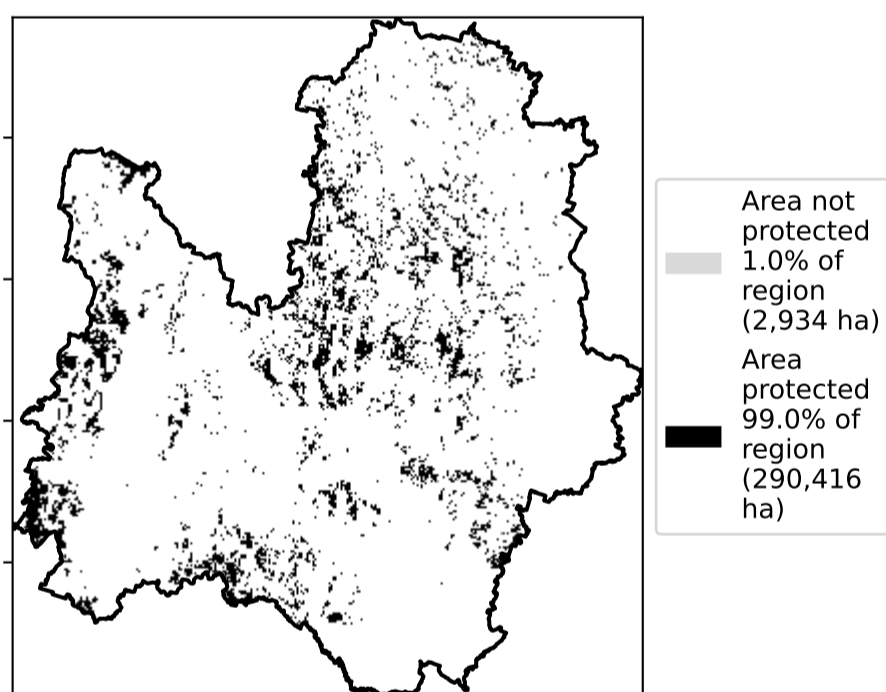 Area not
protected
1.0% of
region
(2,934 ha)
Area
protected
99.0% of
region
(290,416
ha)